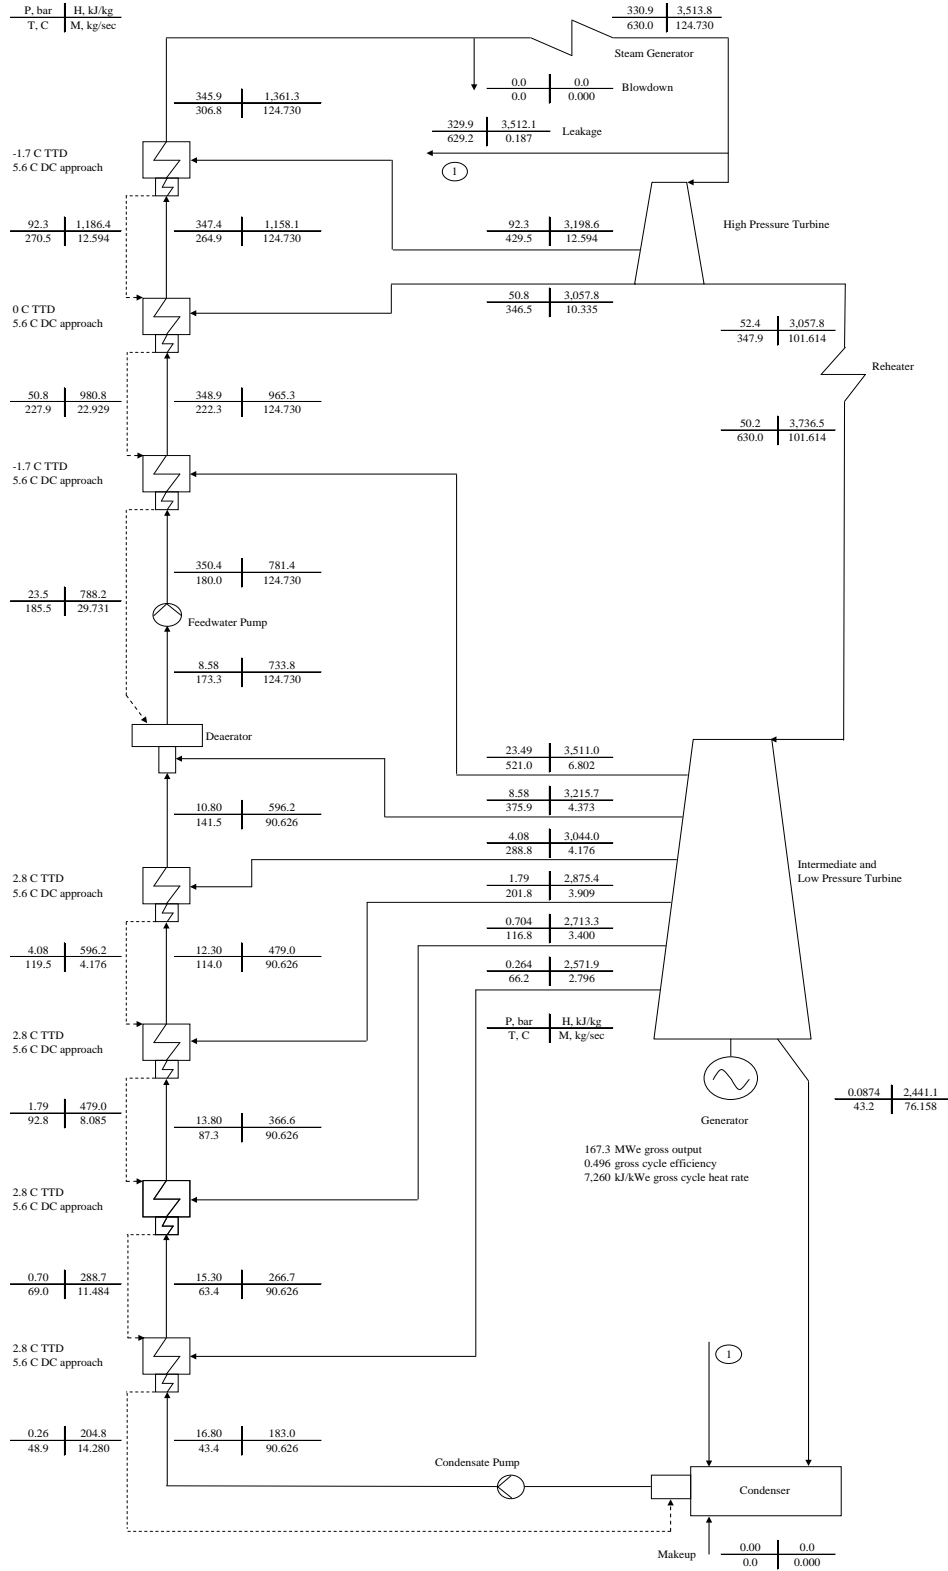 P, bar H, kJ/kg
T, C M, kg/sec
330.9 3,513.8
630.0 124.730
Steam Generator
0.0 0.0
0.0 0.000
Blowdown
345.9 1,361.3
306.8 124.730
329.9 3,512.1
629.2 0.187
Leakage
1
-1.7 C TTD
5.6 C DC approach
92.3 1,186.4
270.5 12.594
347.4 1,158.1
264.9 124.730
92.3 3,198.6
429.5 12.594
High Pressure Turbine
0 C TTD
5.6 C DC approach
50.8 3,057.8
346.5 10.335
52.4 3,057.8
347.9 101.614
Reheater
50.8 980.8
227.9 22.929
348.9 965.3
222.3 124.730
50.2 3,736.5
630.0 101.614
-1.7 C TTD
5.6 C DC approach
350.4 781.4
180.0 124.730
23.5 788.2
185.5 29.731
Feedwater Pump
8.58 733.8
173.3 124.730
Deaerator
23.49 3,511.0
521.0 6.802
8.58 3,215.7
375.9 4.373
10.80 596.2
141.5 90.626
4.08 3,044.0
288.8 4.176
2.8 C TTD
5.6 C DC approach
1.79 2,875.4
201.8 3.909
Intermediate and
Low Pressure Turbine
0.704 2,713.3
116.8 3.400
4.08 596.2
119.5 4.176
12.30 479.0
114.0 90.626
0.264 2,571.9
66.2 2.796
P, bar H, kJ/kg
T, C M, kg/sec
2.8 C TTD
5.6 C DC approach
1.79 479.0
92.8 8.085
13.80 366.6
87.3 90.626
Generator
0.0874 2,441.1
43.2 76.158
167.3 MWe gross output
0.496 gross cycle efficiency
7,260 kJ/kWe gross cycle heat rate
2.8 C TTD
5.6 C DC approach
0.70 288.7
69.0 11.484
15.30 266.7
63.4 90.626
2.8 C TTD
5.6 C DC approach
1
0.26 204.8
48.9 14.280
16.80 183.0
43.4 90.626
Condensate Pump
Condenser
Makeup
0.00 0.0
0.0 0.000